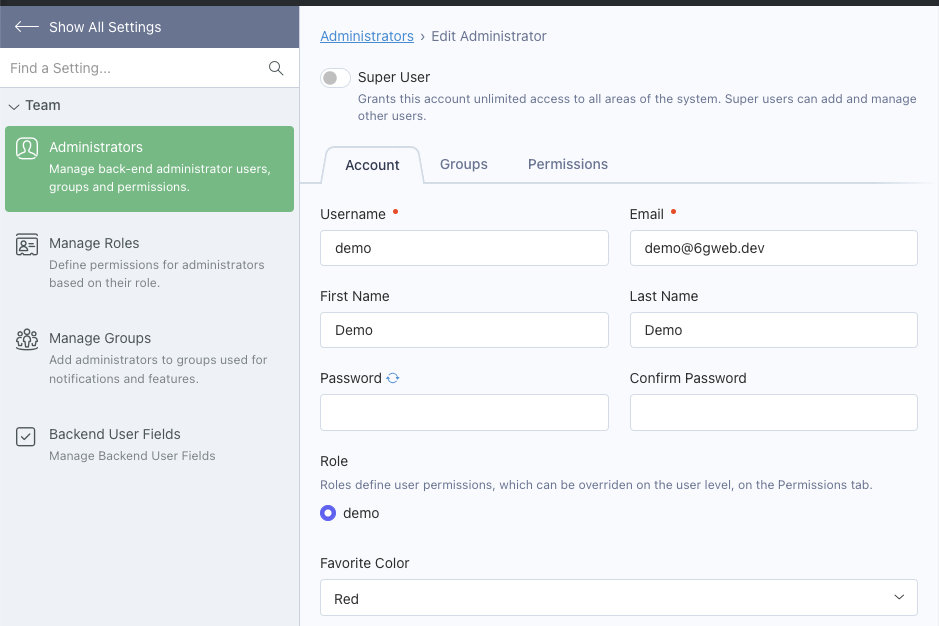 Show All Settings
Find a Setting...
Team
Administrators
Manage back-end administrator users,
groups and permissions.
Manage Roles
Define permissions for administrators
based on their role.
Manage Groups
Add administrators to groups used for
notifications and features.
Backend User Fields
Manage Backend User Fields
Administrators › Edit Administrator
Super User
Grants this account unlimited access to all areas of the system. Super users can add and manage
other users.
Account Groups Permissions
Username • Email •
demo demo@6gweb.dev
First Name Last Name
Demo Demo
Password Confirm Password
Role
Roles define user permissions, which can be overriden on the user level, on the Permissions tab.
demo
Favorite Color
Red